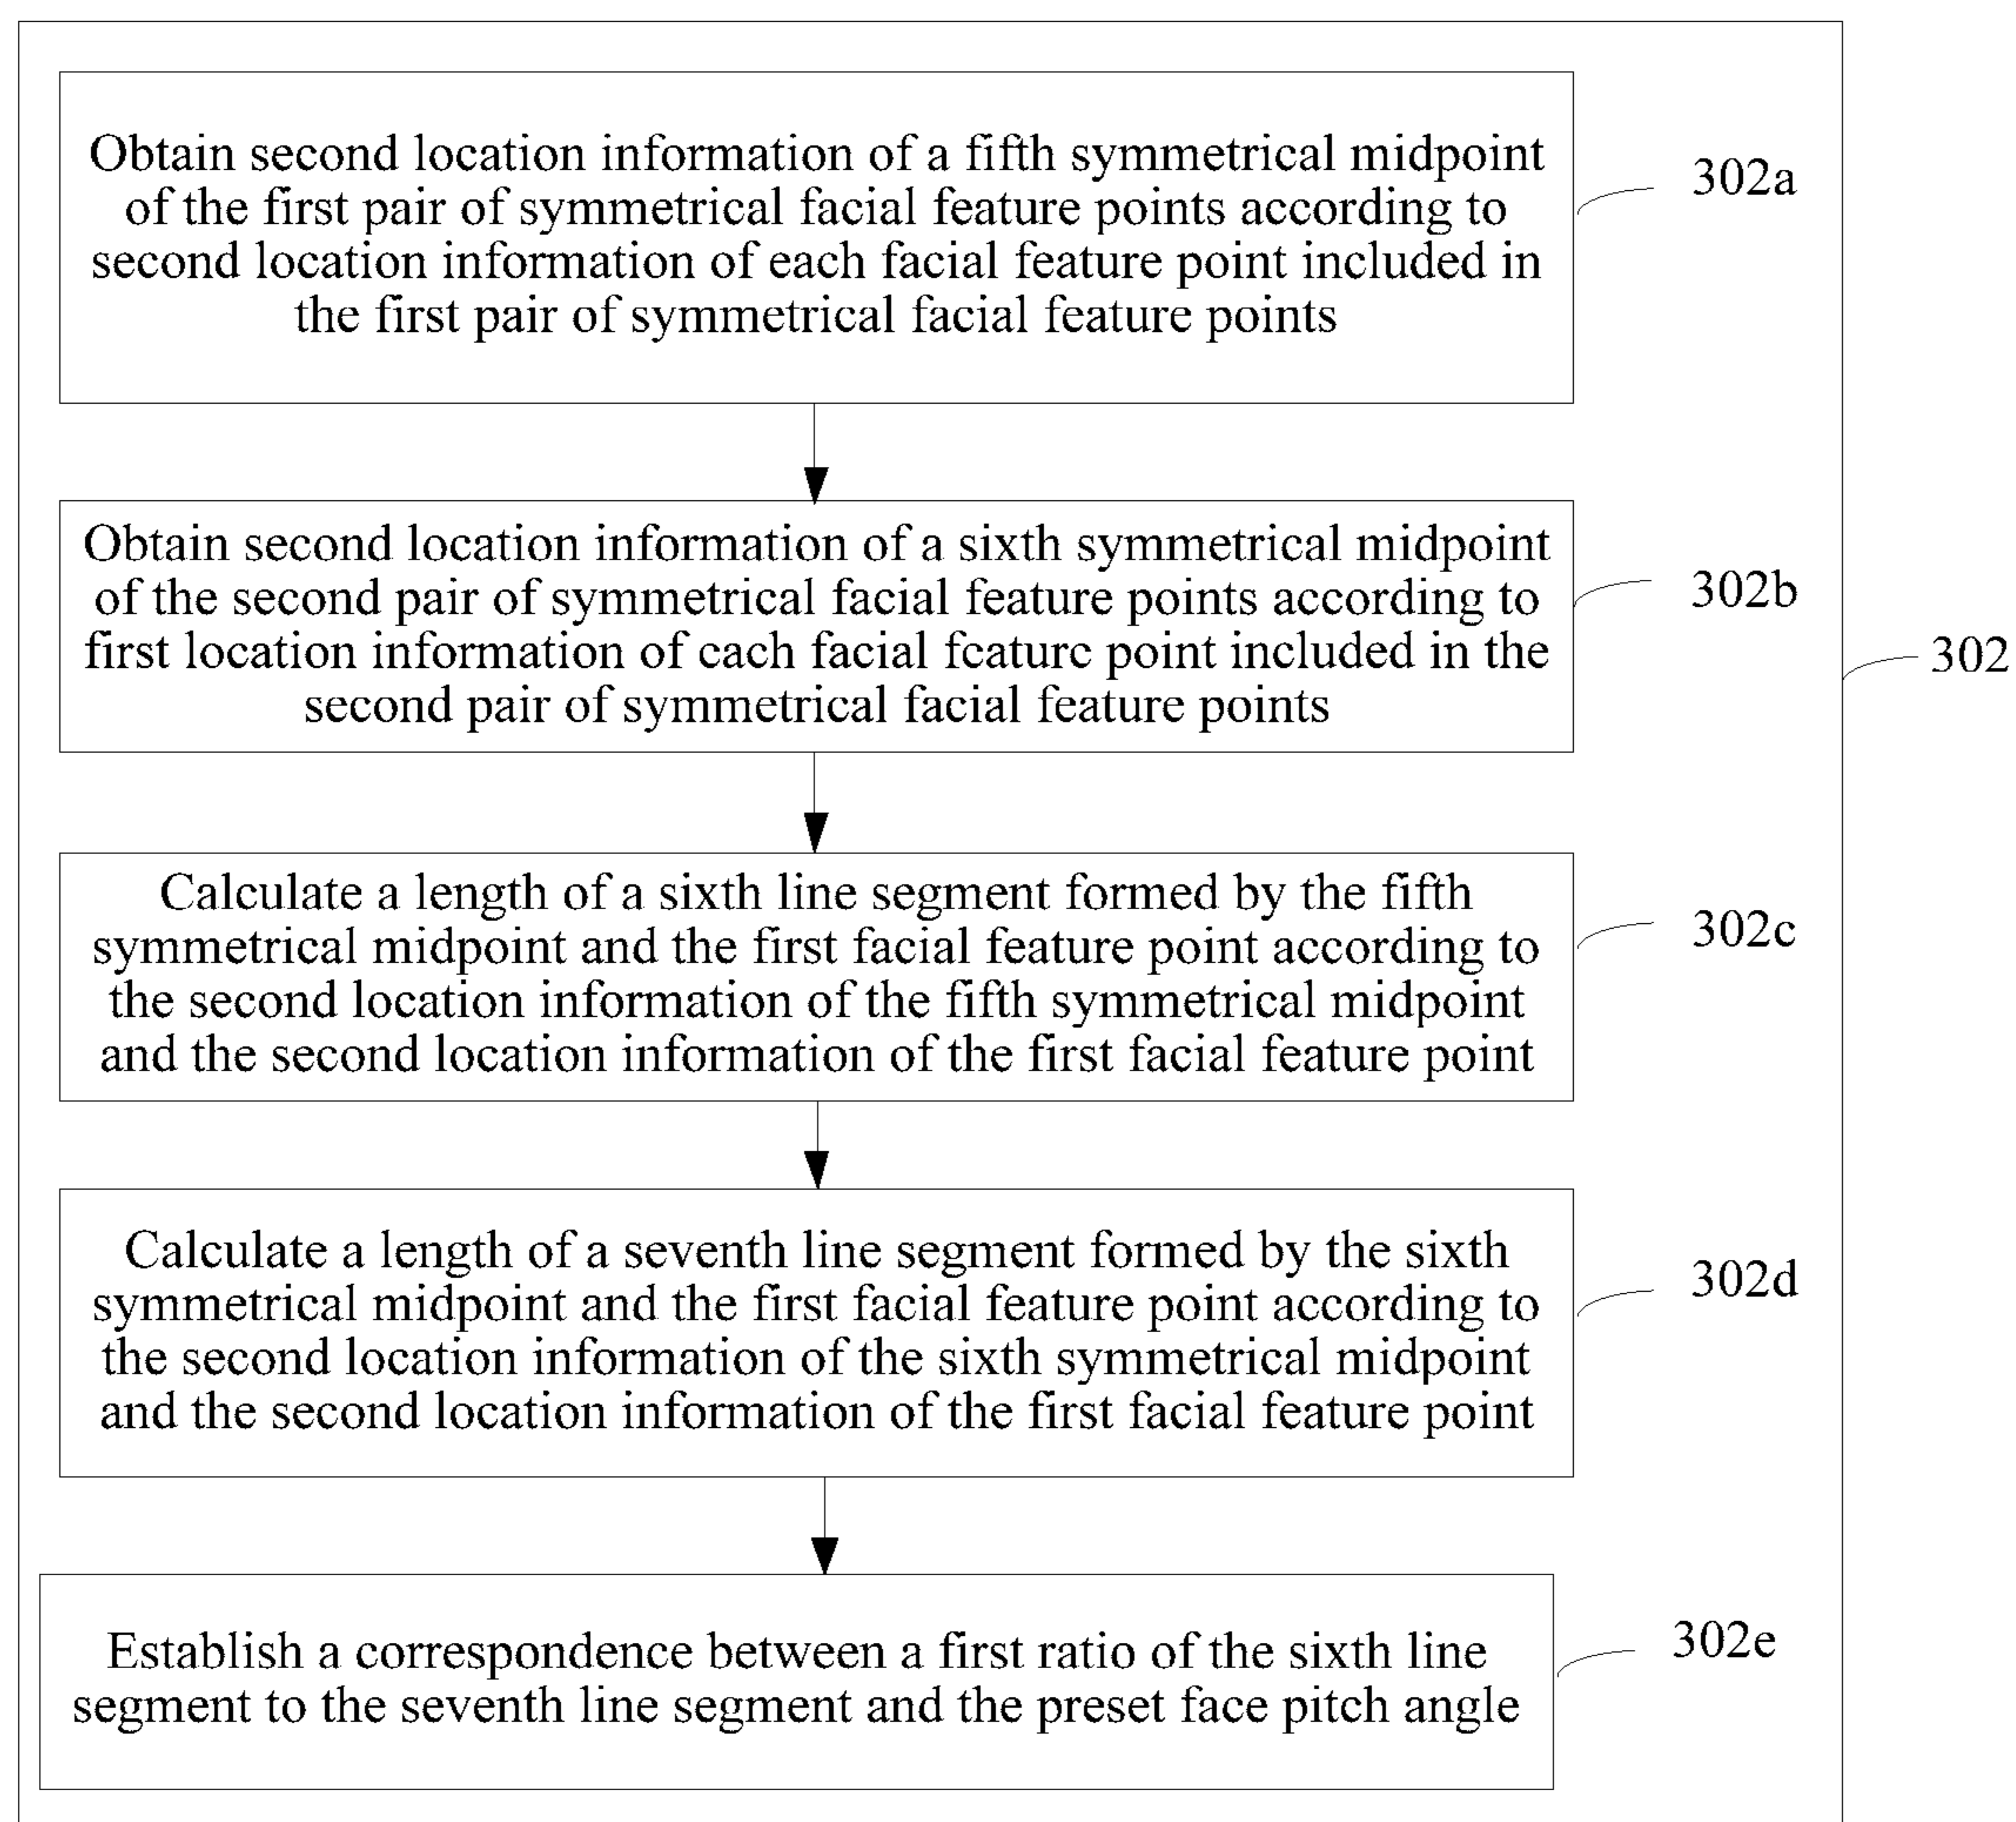 Obtain second location information of a fifth symmetrical midpoint
of the first pair of symmetrical facial feature points according to
second location information of each facial feature point included in
the first pair of symmetrical facial feature points
302a
Obtain second location information of a sixth symmetrical midpoint
of the second pair of symmetrical facial feature points according to
first location information of each facial feature point included in the
second pair of symmetrical facial feature points
302b
302
Calculate a length of a sixth line segment formed by the fifth
symmetrical midpoint and the first facial feature point according to
the second location information of the fifth symmetrical midpoint
and the second location information of the first facial feature point
302c
Calculate a length of a seventh line segment formed by the sixth
symmetrical midpoint and the first facial feature point according to
the second location information of the sixth symmetrical midpoint
and the second location information of the first facial feature point
302d
Establish a correspondence between a first ratio of the sixth line
segment to the seventh line segment and the preset face pitch angle
302e